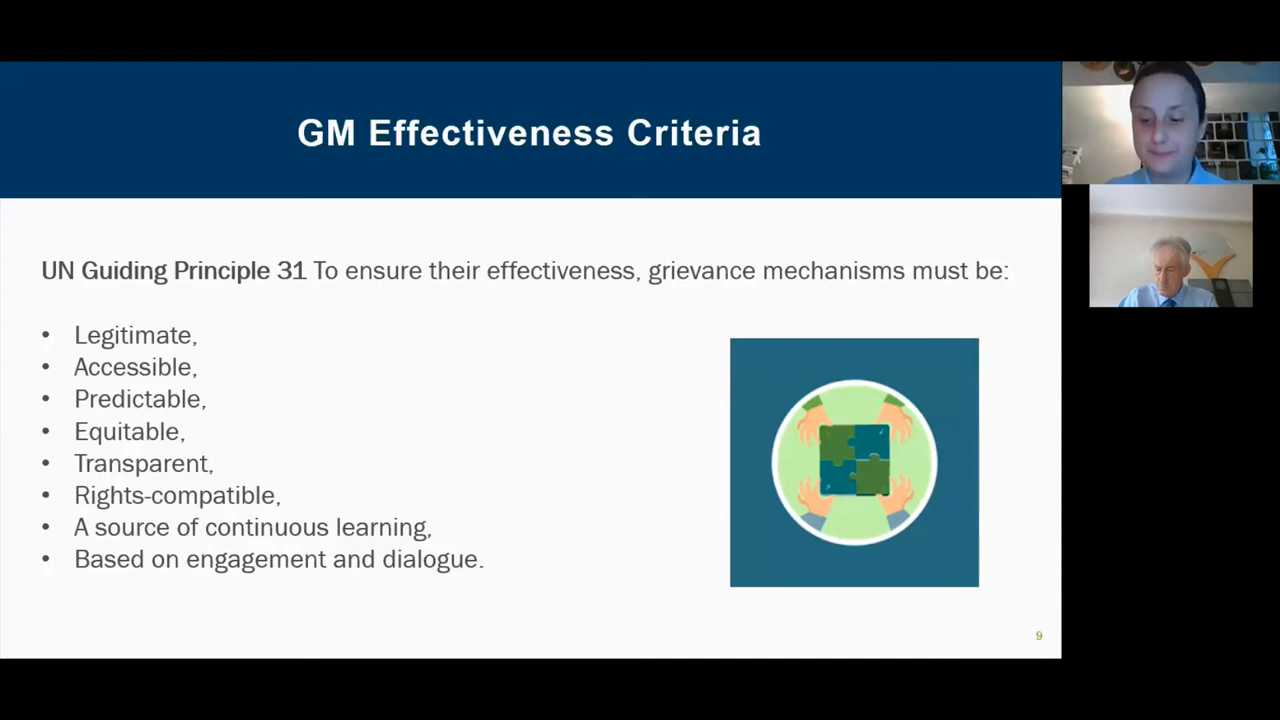 GM Effectiveness Criteria
UN Guiding Principle 31 To ensure their effectiveness, grievance mechanisms must be:
• Legitimate,
• Accessible,
• Predictable,
• Equitable,
• Transparent,
• Rights-compatible,
• A source of continuous learning,
• Based on engagement and dialogue.
9